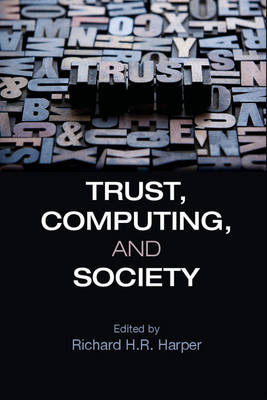 TRUST
TRUST,
COMPUTING,
AND
SOCIETY
Edited by
Richard H.R. Harper